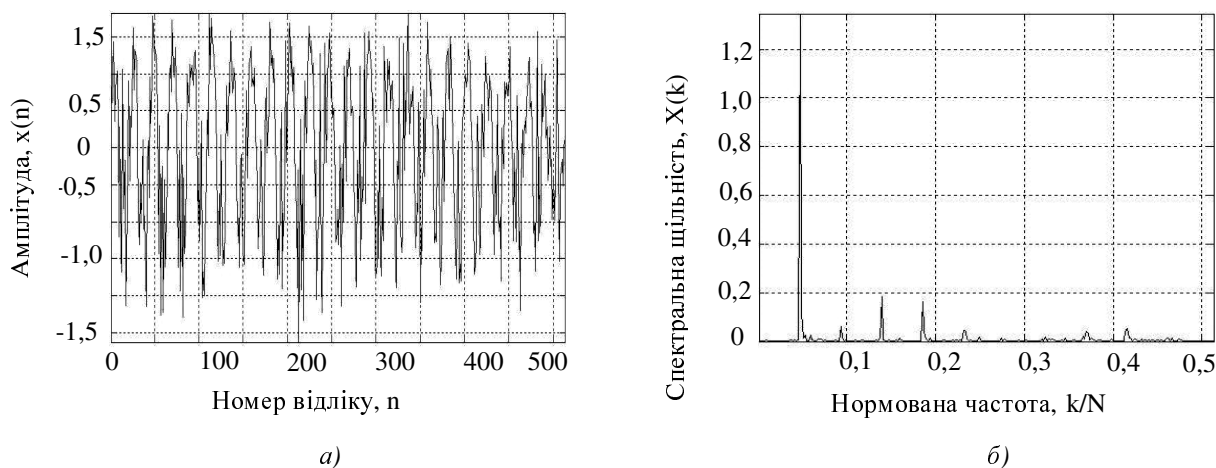 1,5
0,5
0
-0,5
-1,0
-1,5
Амплітуда, x(n)
0 100 200 300 400 500
Номер відліку, n
а)
1,2
1,0
0,8
0,6
0,4
0,2
0
Спектральна щільність, X(k)
0,1 0,2 0,3 0,4 0,5
Нормована частота, k/N
б)